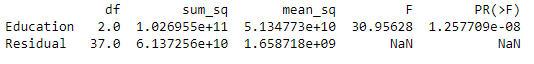 df sum_sq mean_sq F PR(>F)
Education 2.0 1.026955e+11 5.134773e+10 30.95628 1.257709e-08
Residual 37.0 6.137256e+10 1.658718e+09 NaN NaN